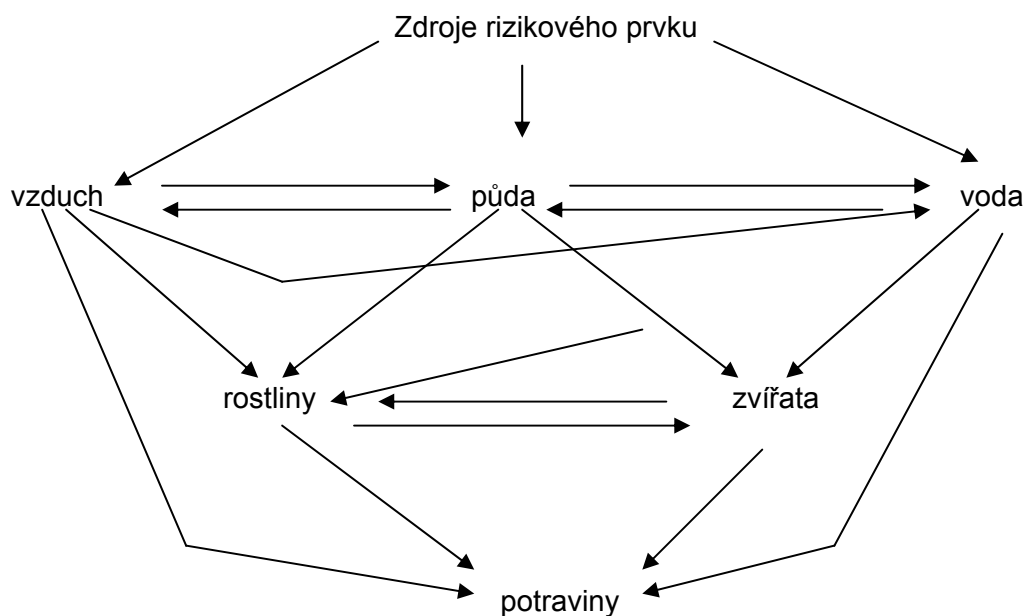 Zdroje rizikového prvku
vzduch půda voda
rostliny zvířata
potraviny